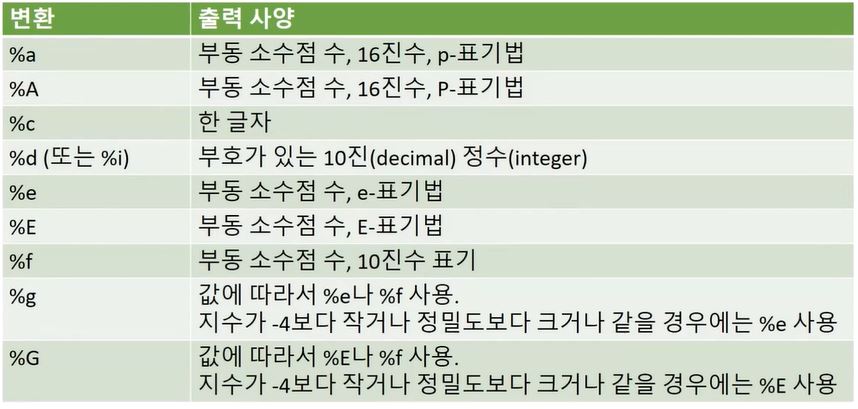 변환 출력 사양
%a 부동 소수점 수, 16진수, p-표기법
%A 부동 소수점 수, 16진수, P-표기법
%c 한 글자
%d (또는 %i) 부호가 있는 10진(decimal) 정수(integer)
%e 부동 소수점 수, e-표기법
%E 부동 소수점 수, E-표기법
%f 부동 소수점 수, 10진수 표기
%g 값에 따라서 %e나 %f 사용.
지수가 -4보다 작거나 정밀도보다 크거나 같을 경우에는 %e 사용
%G 값에 따라서 %E나 %f 사용.
지수가 -4보다 작거나 정밀도보다 크거나 같을 경우에는 %E 사용